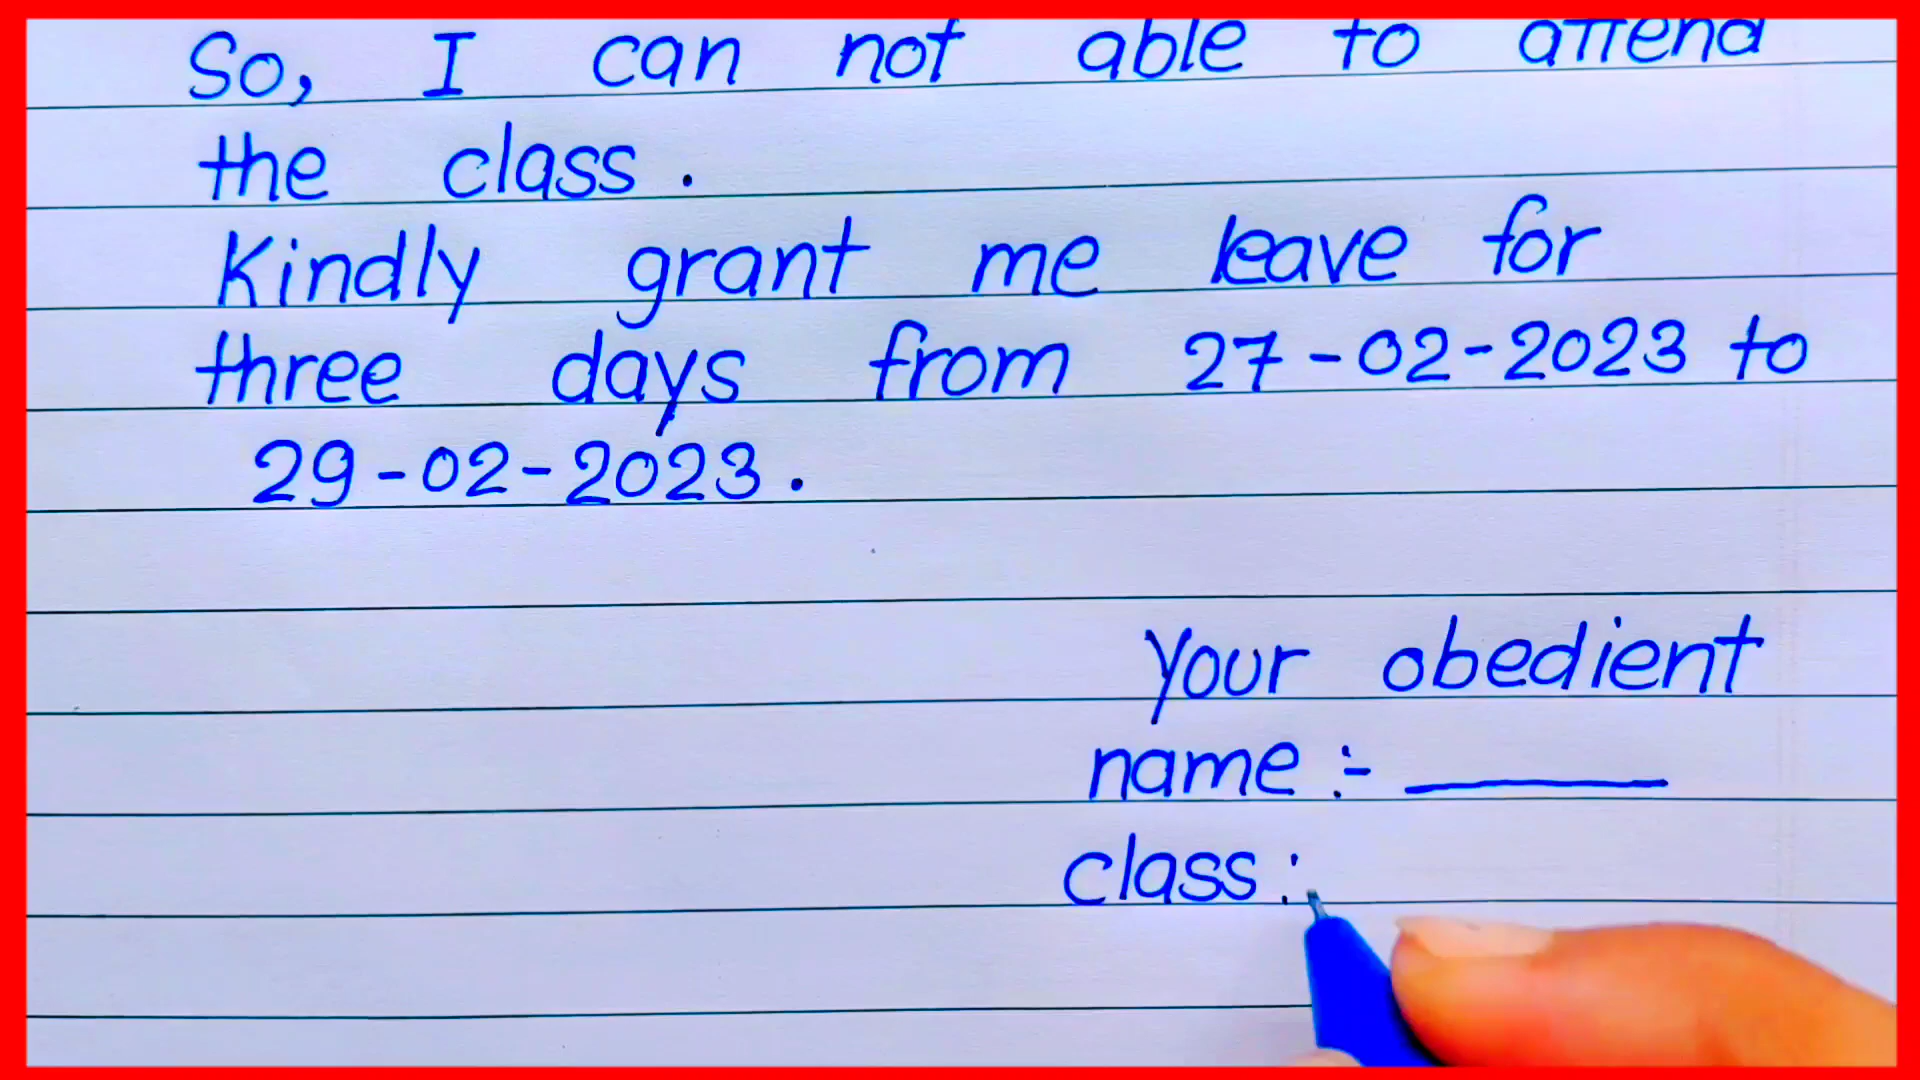 So, I can not able to attend
the class.
Kindly grant me leave for
three days from 27-02-2023 to
29-02-2023.
Your obedient
name :- ______
class :